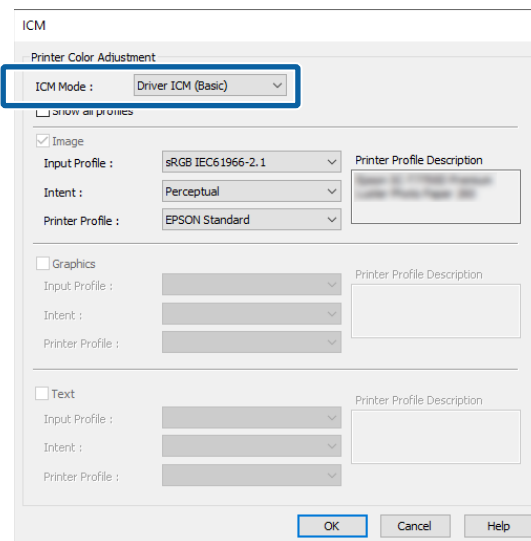 ICM
Printer Color Adjustment
ICM Mode : Driver ICM (Basic)
Show all profiles
Image
Input Profile : sRGB IEC61966-2.1 Printer Profile Description
Intent : Perceptual
Printer Profile : EPSON Standard
Graphics
Input Profile : Printer Profile Description
Intent :
Printer Profile :
Text
Input Profile : Printer Profile Description
Intent :
Printer Profile :
OK Cancel Help